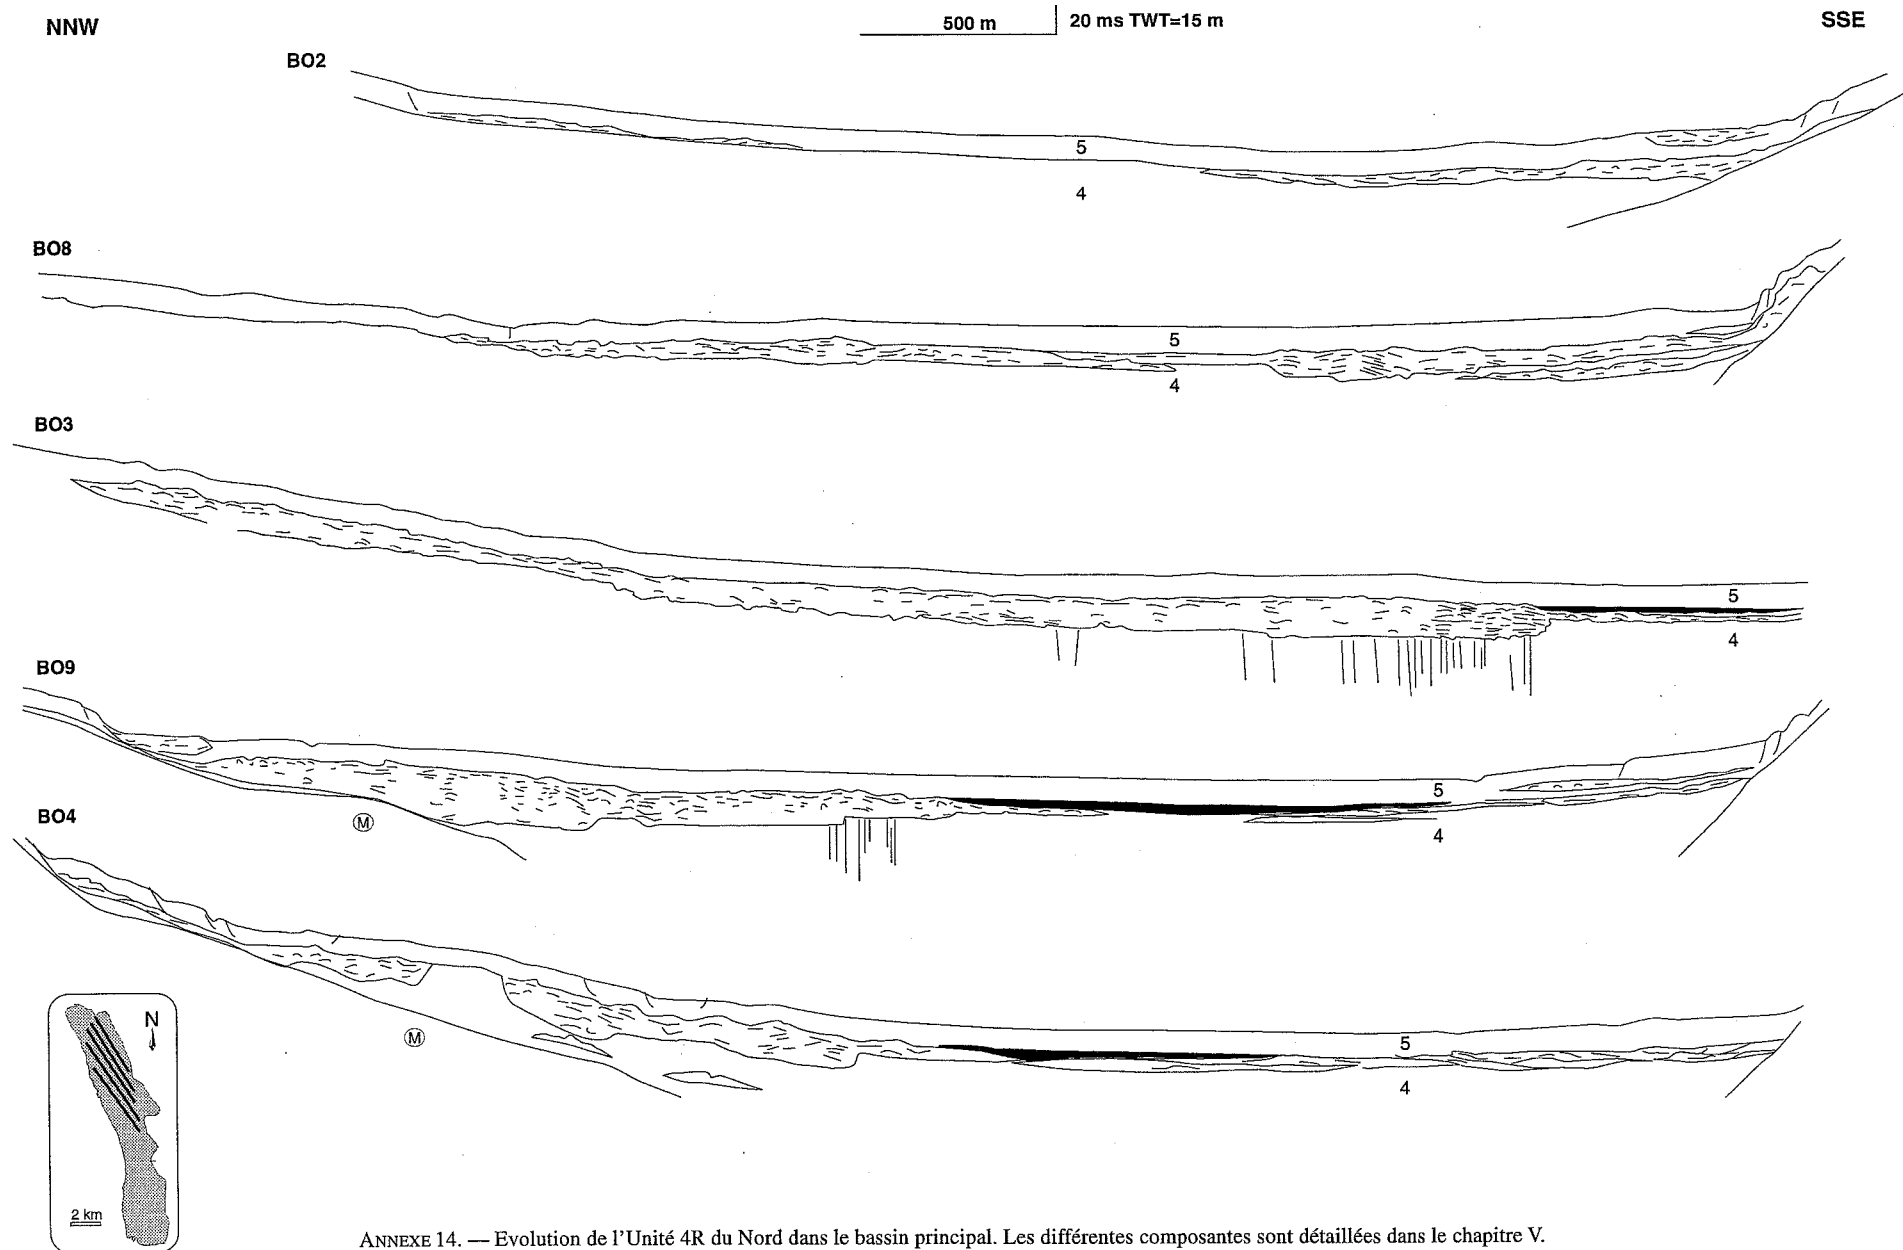 NNW
500 m
20 ms TWT=15 m
SSE
BO2
5
4
BO8
5
4
BO3
5
4
BO9
5
M
4
BO4
M
5
4
N
2 km
ANNEXE 14. — Evolution de l'Unité 4R du Nord dans le bassin principal. Les différentes composantes sont détaillées dans le chapitre V.